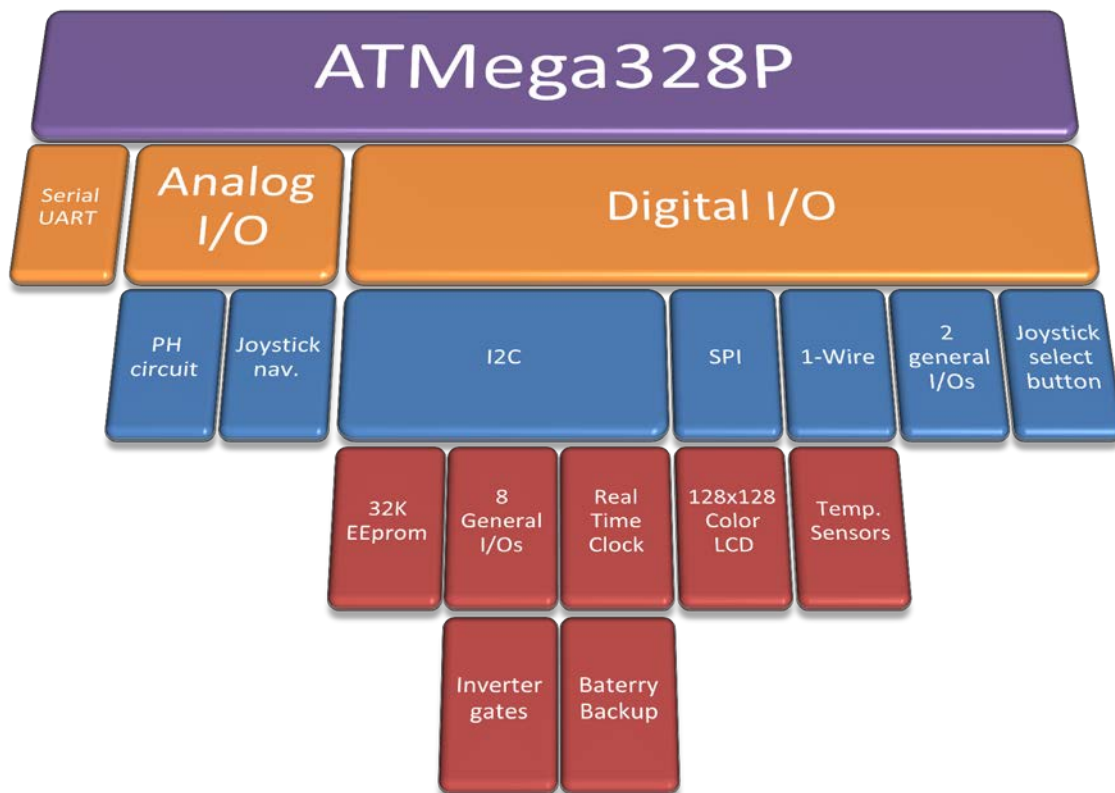 ATMega328P
Serial
UART
Analog
I/O
Digital I/O
PH
circuit
Joystick
nav.
I2C
SPI
1-Wire
2
general
I/Os
Joystick
select
button
32K
EEprom
8
General
I/Os
Real
Time
Clock
128x128
Color
LCD
Temp.
Sensors
Inverter
gates
Baterry
Backup